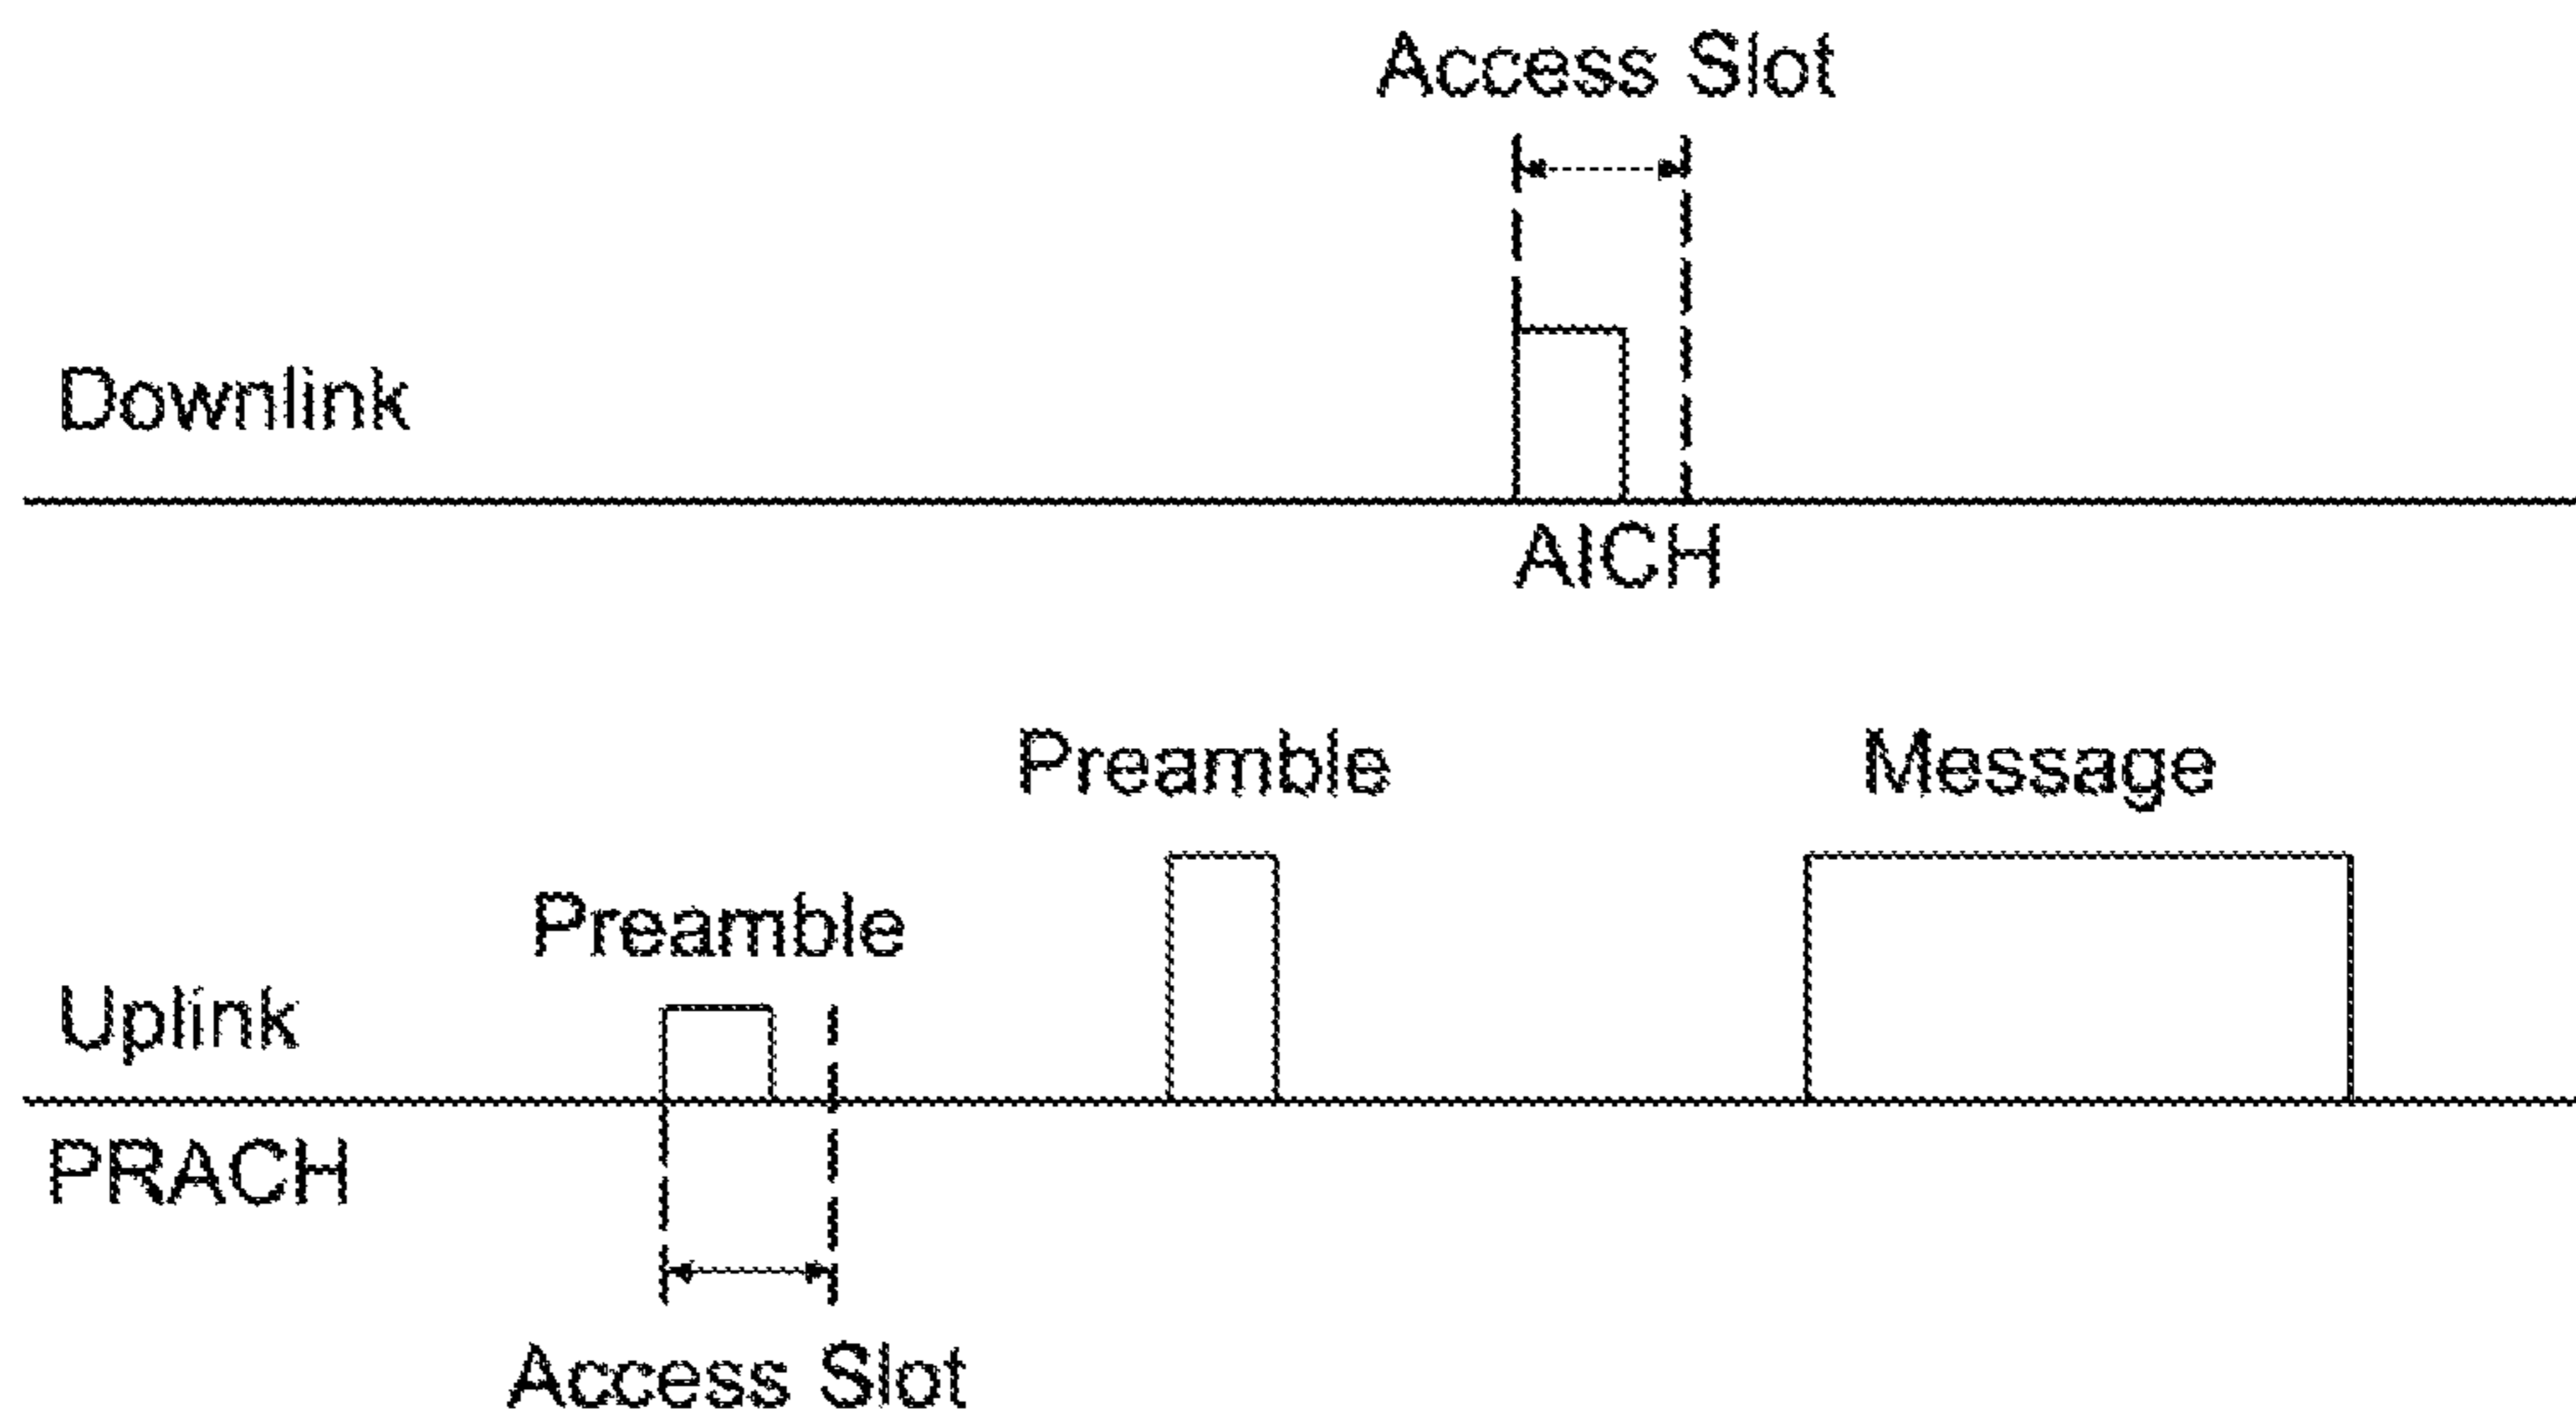 Access Slot
Downlink
AICH
Preamble
Message
Preamble
Uplink
PRACH
Access Slot